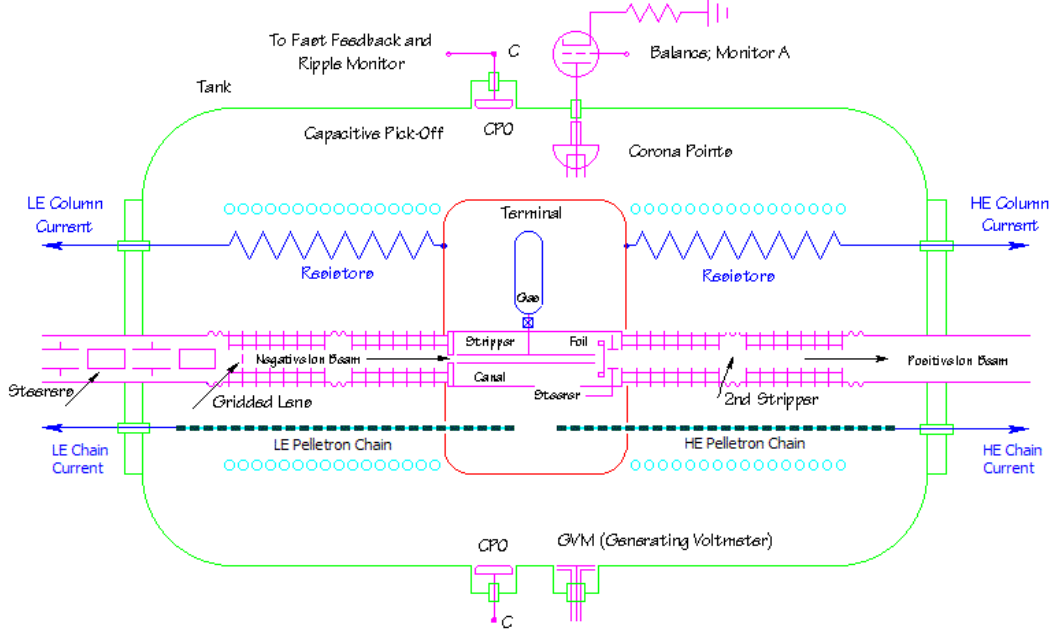 To Fast Feedback and
Ripple Monitor
C
Balance; Monitor A
Tank
Capacitive Pick-Off
CPO
Corona Points
LE Column
Current
Terminal
HE Column
Current
Resistors
Resistors
Gas
Stripper
Foil
Negative Ion Beam
Positive Ion Beam
Canal
Steerers
Steerer
Gridded Lens
2nd Stripper
LE Chain
Current
LE Pelletron Chain
HE Pelletron Chain
HE Chain
Current
CPO
GVM (Generating Voltmeter)
C